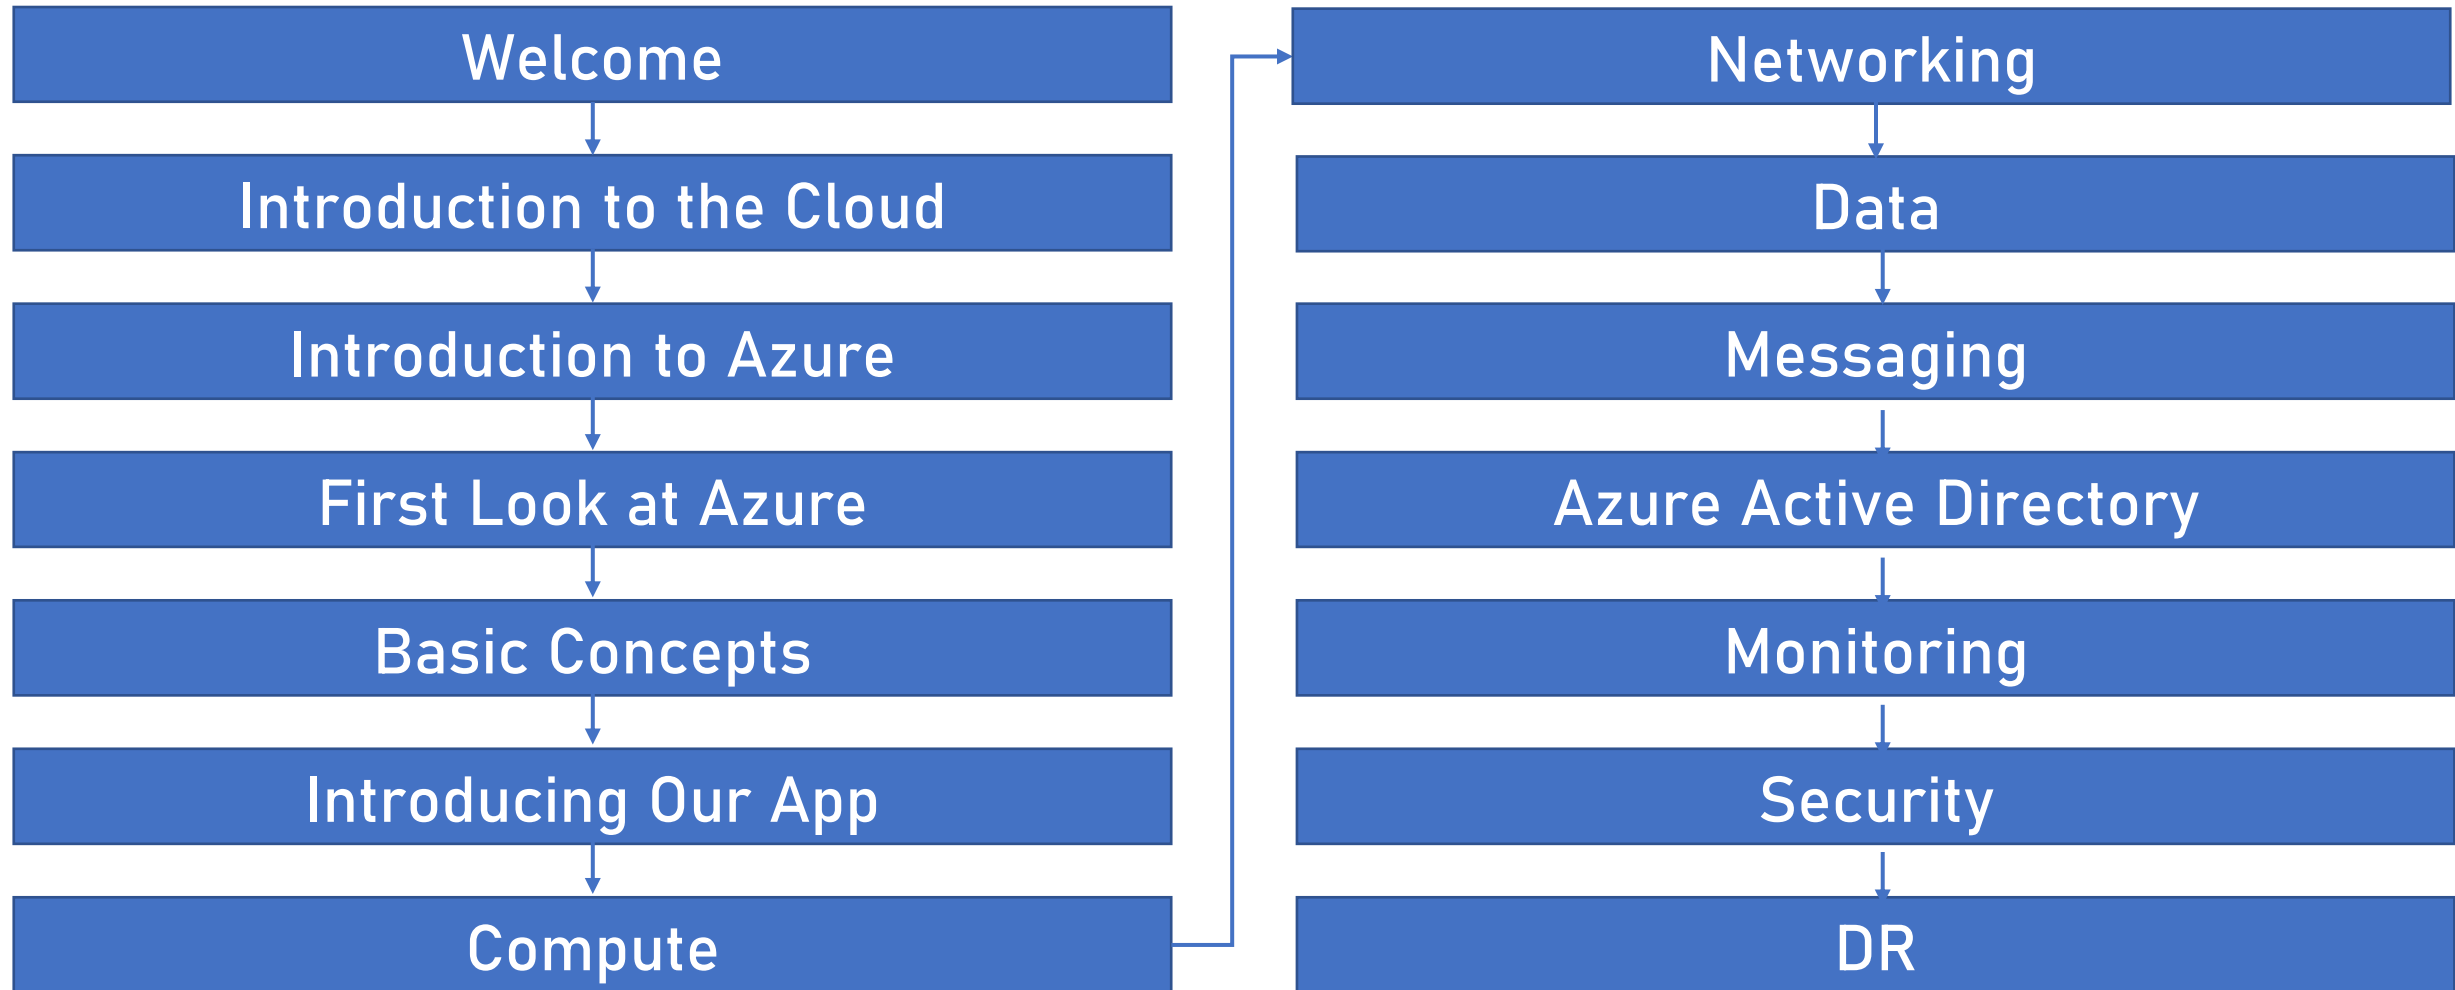 Welcome
Introduction to the Cloud
Introduction to Azure
First Look at Azure
Basic Concepts
Introducing Our App
Compute
Networking
Data
Messaging
Azure Active Directory
Monitoring
Security
DR